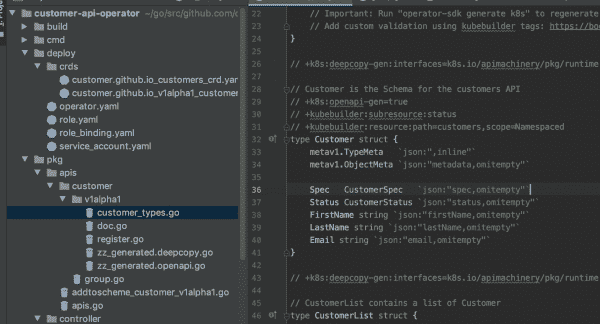 customer-api-operator ~/go/src/github.com/c
build
cmd
deploy
crds
customer.github.io_customers_crd.yar
customer.github.io_v1alpha1_custome
operator.yaml
role.yaml
role_binding.yaml
service_account.yaml
pkg
apis
customer
v1alpha1
customer_types.go
doc.go
register.go
zz_generated.deepcopy.go
zz_generated.openapi.go
group.go
addtoscheme_customer_v1alpha1.go
apis.go
controller
22 // Important: Run "operator-sdk generate k8s" to regenerate
23 // Add custom validation using kubebuilder tags: https://boo
24 }
25
26 // +k8s:deepcopy-gen:interfaces=k8s.io/apimachinery/pkg/runtime
27
28 // Customer is the Schema for the customers API
29 // +k8s:openapi-gen=true
30 // +kubebuilder:subresource:status
31 // +kubebuilder:resource:path=customers,scope=Namespaced
32 type Customer struct {
33 metav1.TypeMeta `json:",inline"`
34 metav1.ObjectMeta `json:"metadata,omitempty"`
35
36 Spec CustomerSpec `json:"spec,omitempty"`
37 Status CustomerStatus `json:"status,omitempty"`
38 FirstName string `json:"firstName,omitempty"`
39 LastName string `json:"lastName,omitempty"`
40 Email string `json:"email,omitempty"`
41 }
42
43 // +k8s:deepcopy-gen:interfaces=k8s.io/apimachinery/pkg/runtime
44
45 // CustomerList contains a list of Customer
46 type CustomerList struct {